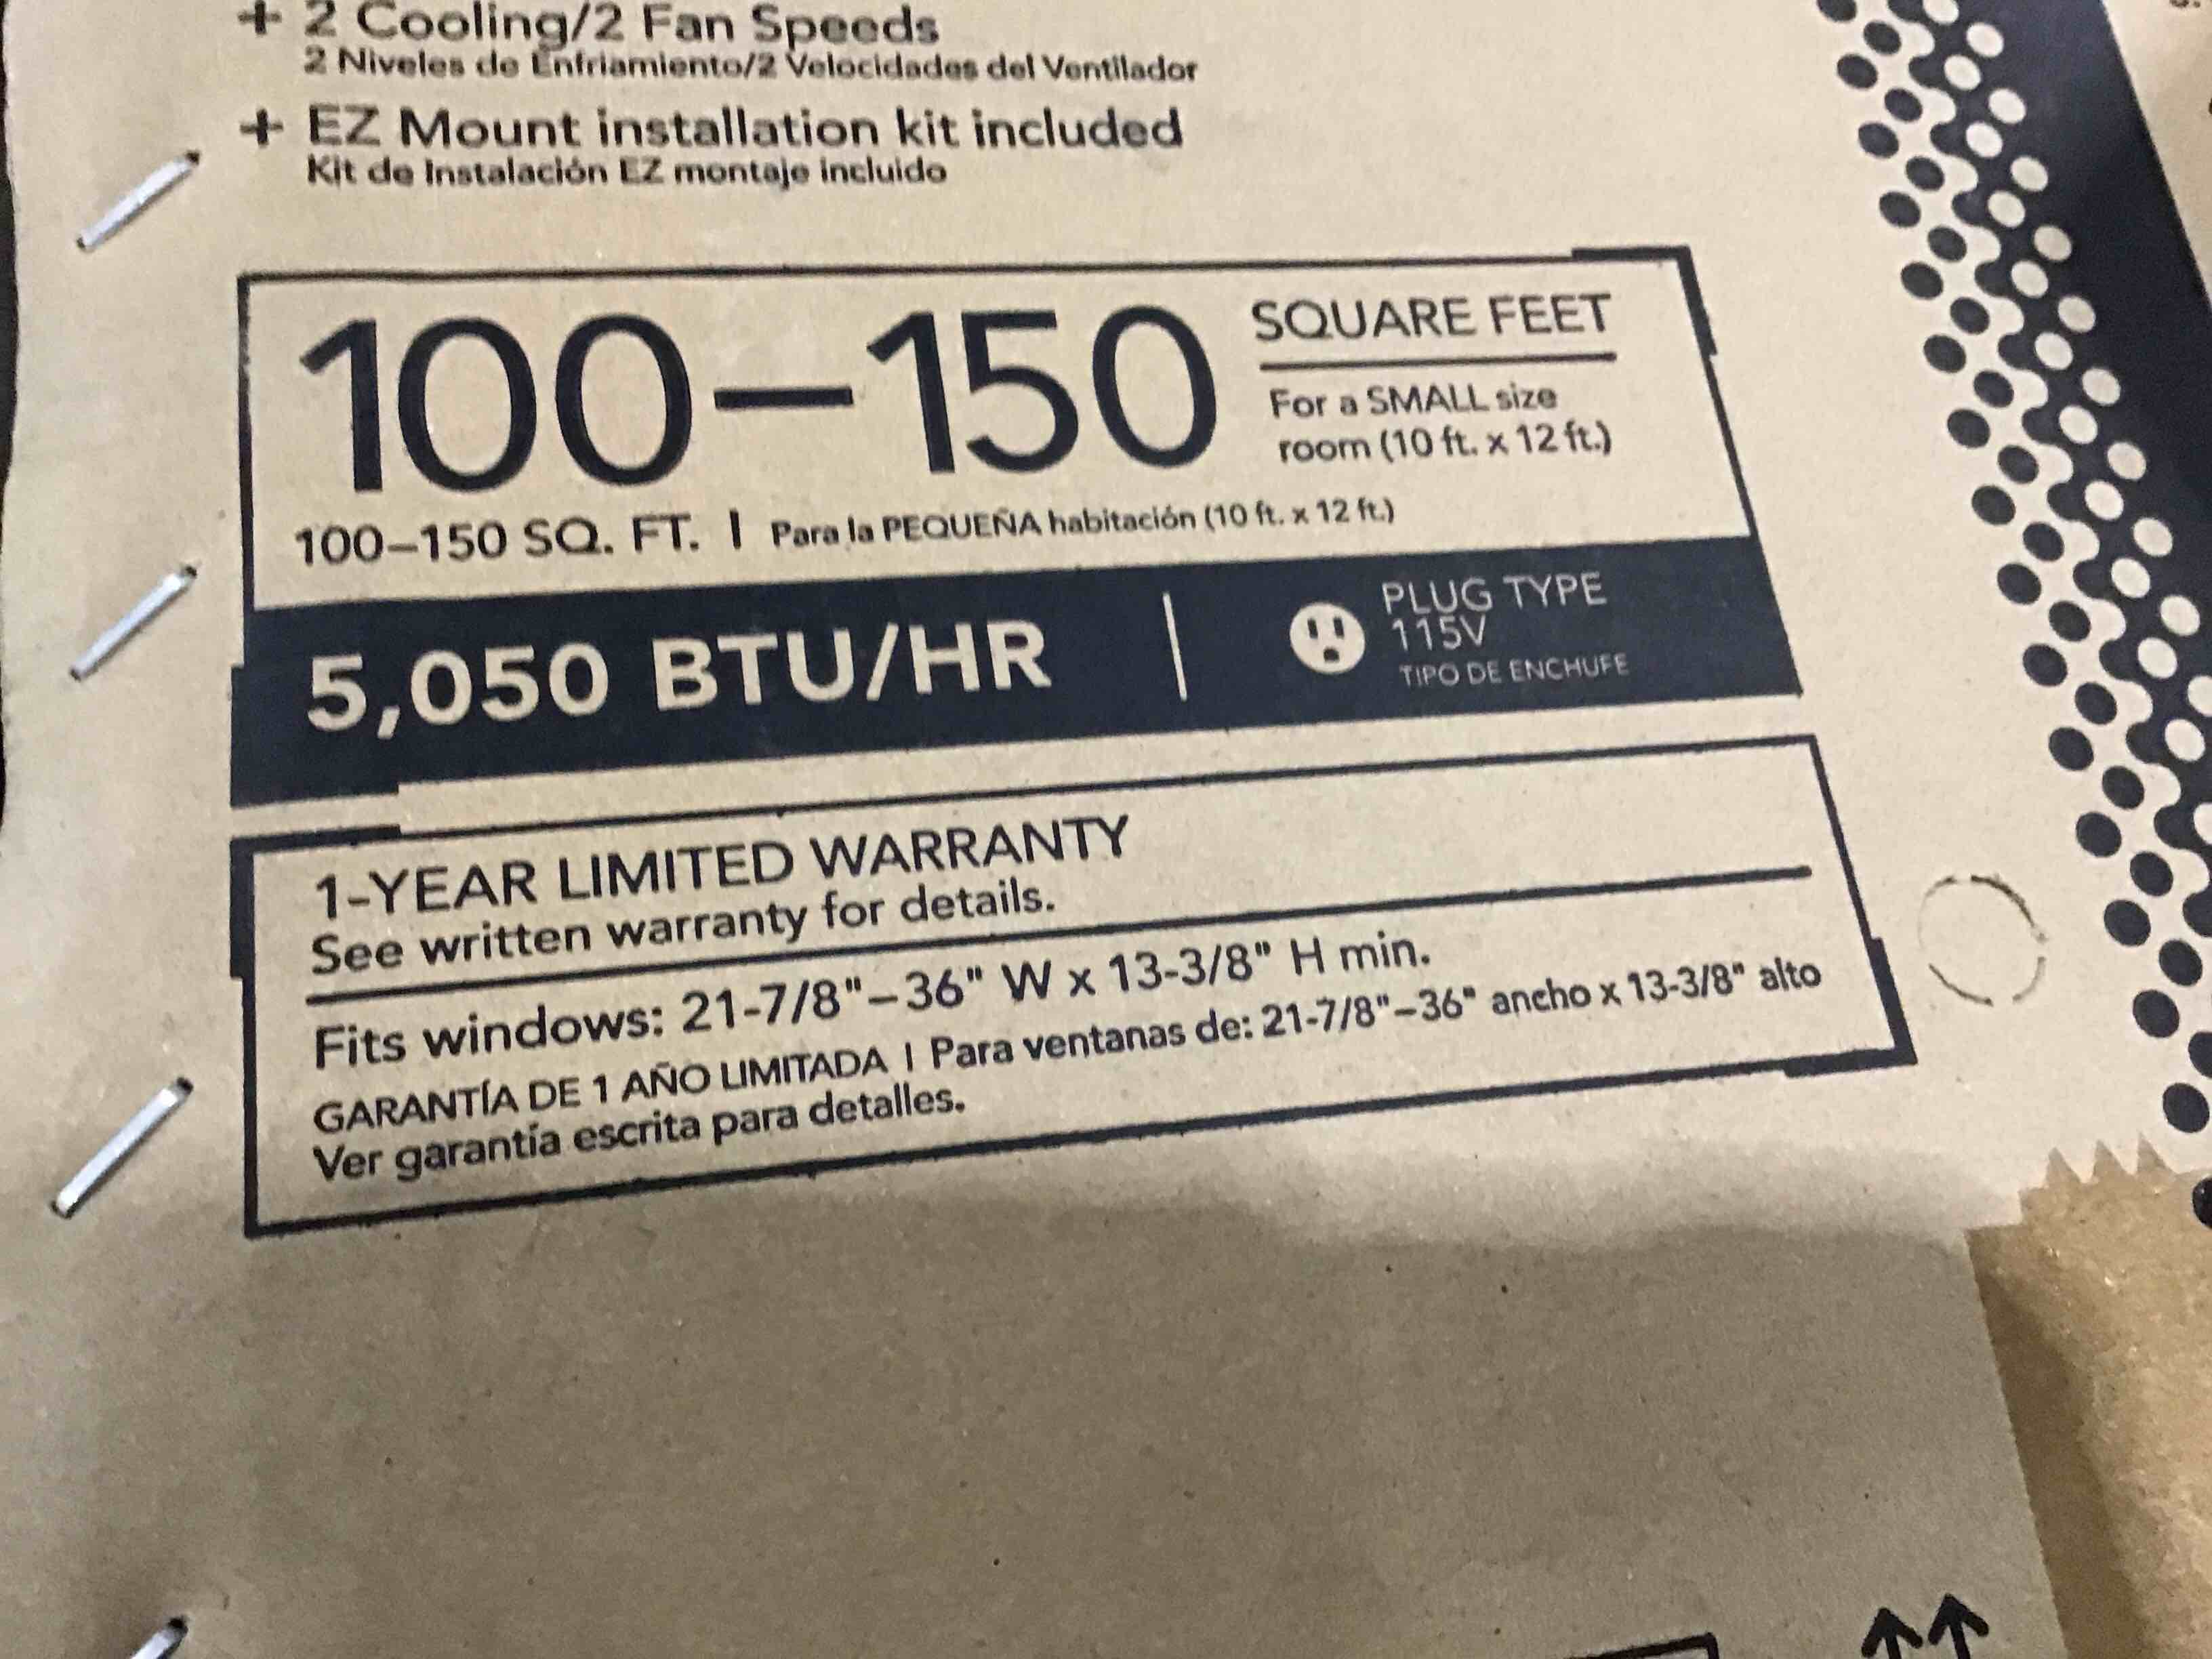 + 2 Cooling/2 Fan Speeds
2 Niveles de Enfriamiento/2 Velocidades del Ventilador
+ EZ Mount installation kit included
Kit de Instalación EZ montaje incluido
100–150 SQUARE FEET
For a SMALL size
room (10 ft. x 12 ft.)
100–150 SQ. FT. | Para la PEQUEÑA habitación (10 ft. x 12 ft.)
5,050 BTU/HR | PLUG TYPE
115V
TIPO DE ENCHUFE
1-YEAR LIMITED WARRANTY
See written warranty for details.
Fits windows: 21-7/8"–36" W x 13-3/8" H min.
GARANTÍA DE 1 AÑO LIMITADA | Para ventanas de: 21-7/8"–36" ancho x 13-3/8" alto
Ver garantía escrita para detalles.